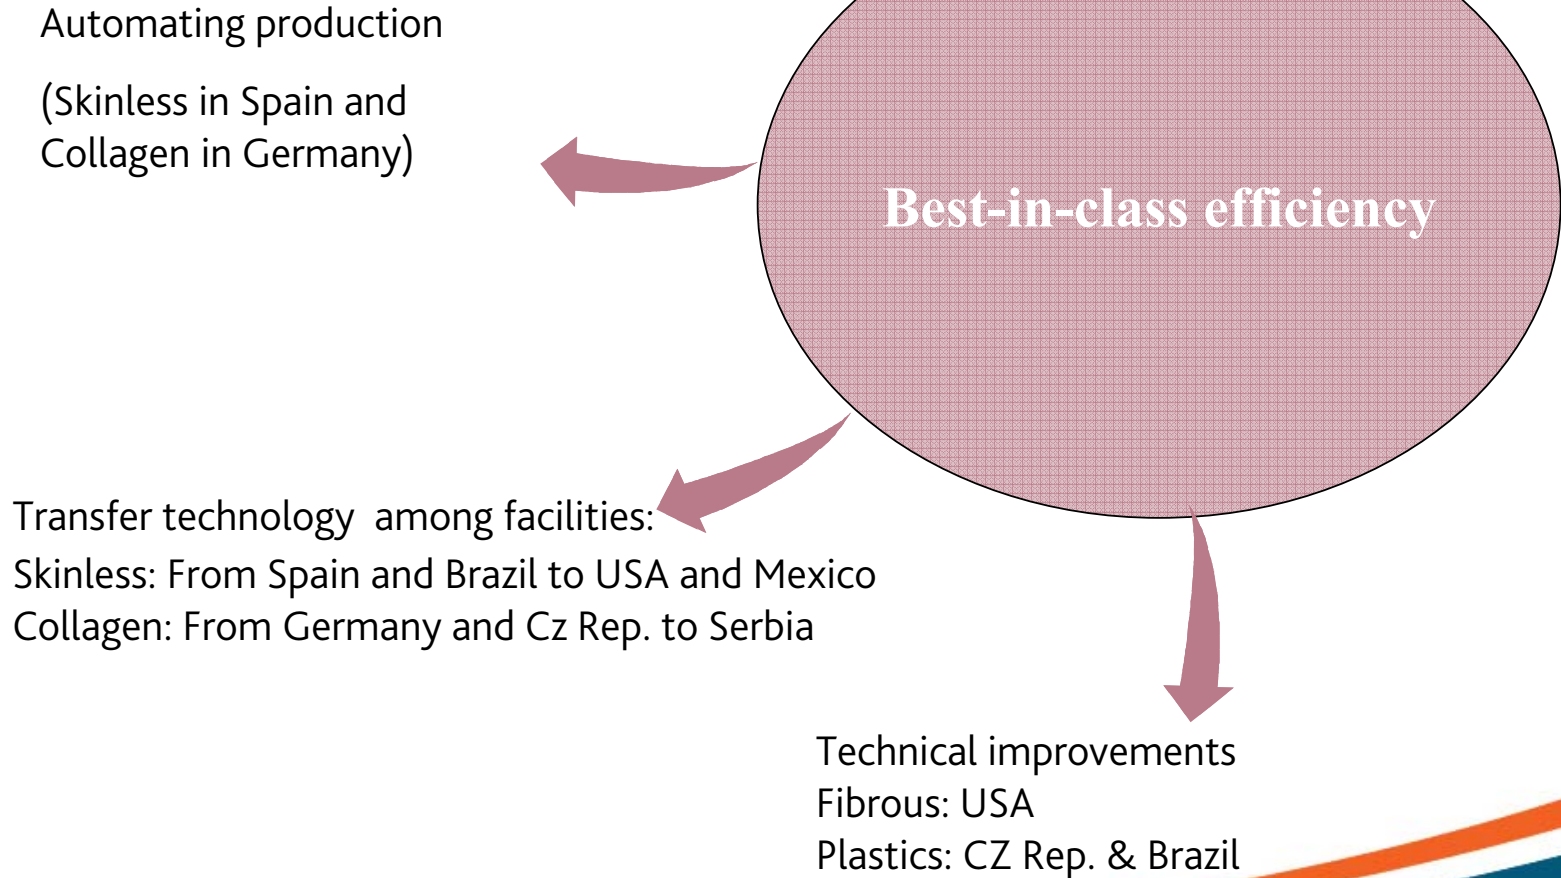 Automating production
(Skinless in Spain and
Collagen in Germany)
Best-in-class efficiency
Transfer technology  among facilities:
Skinless: From Spain and Brazil to USA and Mexico
Collagen: From Germany and Cz Rep. to Serbia
Technical improvements
Fibrous: USA
Plastics: CZ Rep. & Brazil